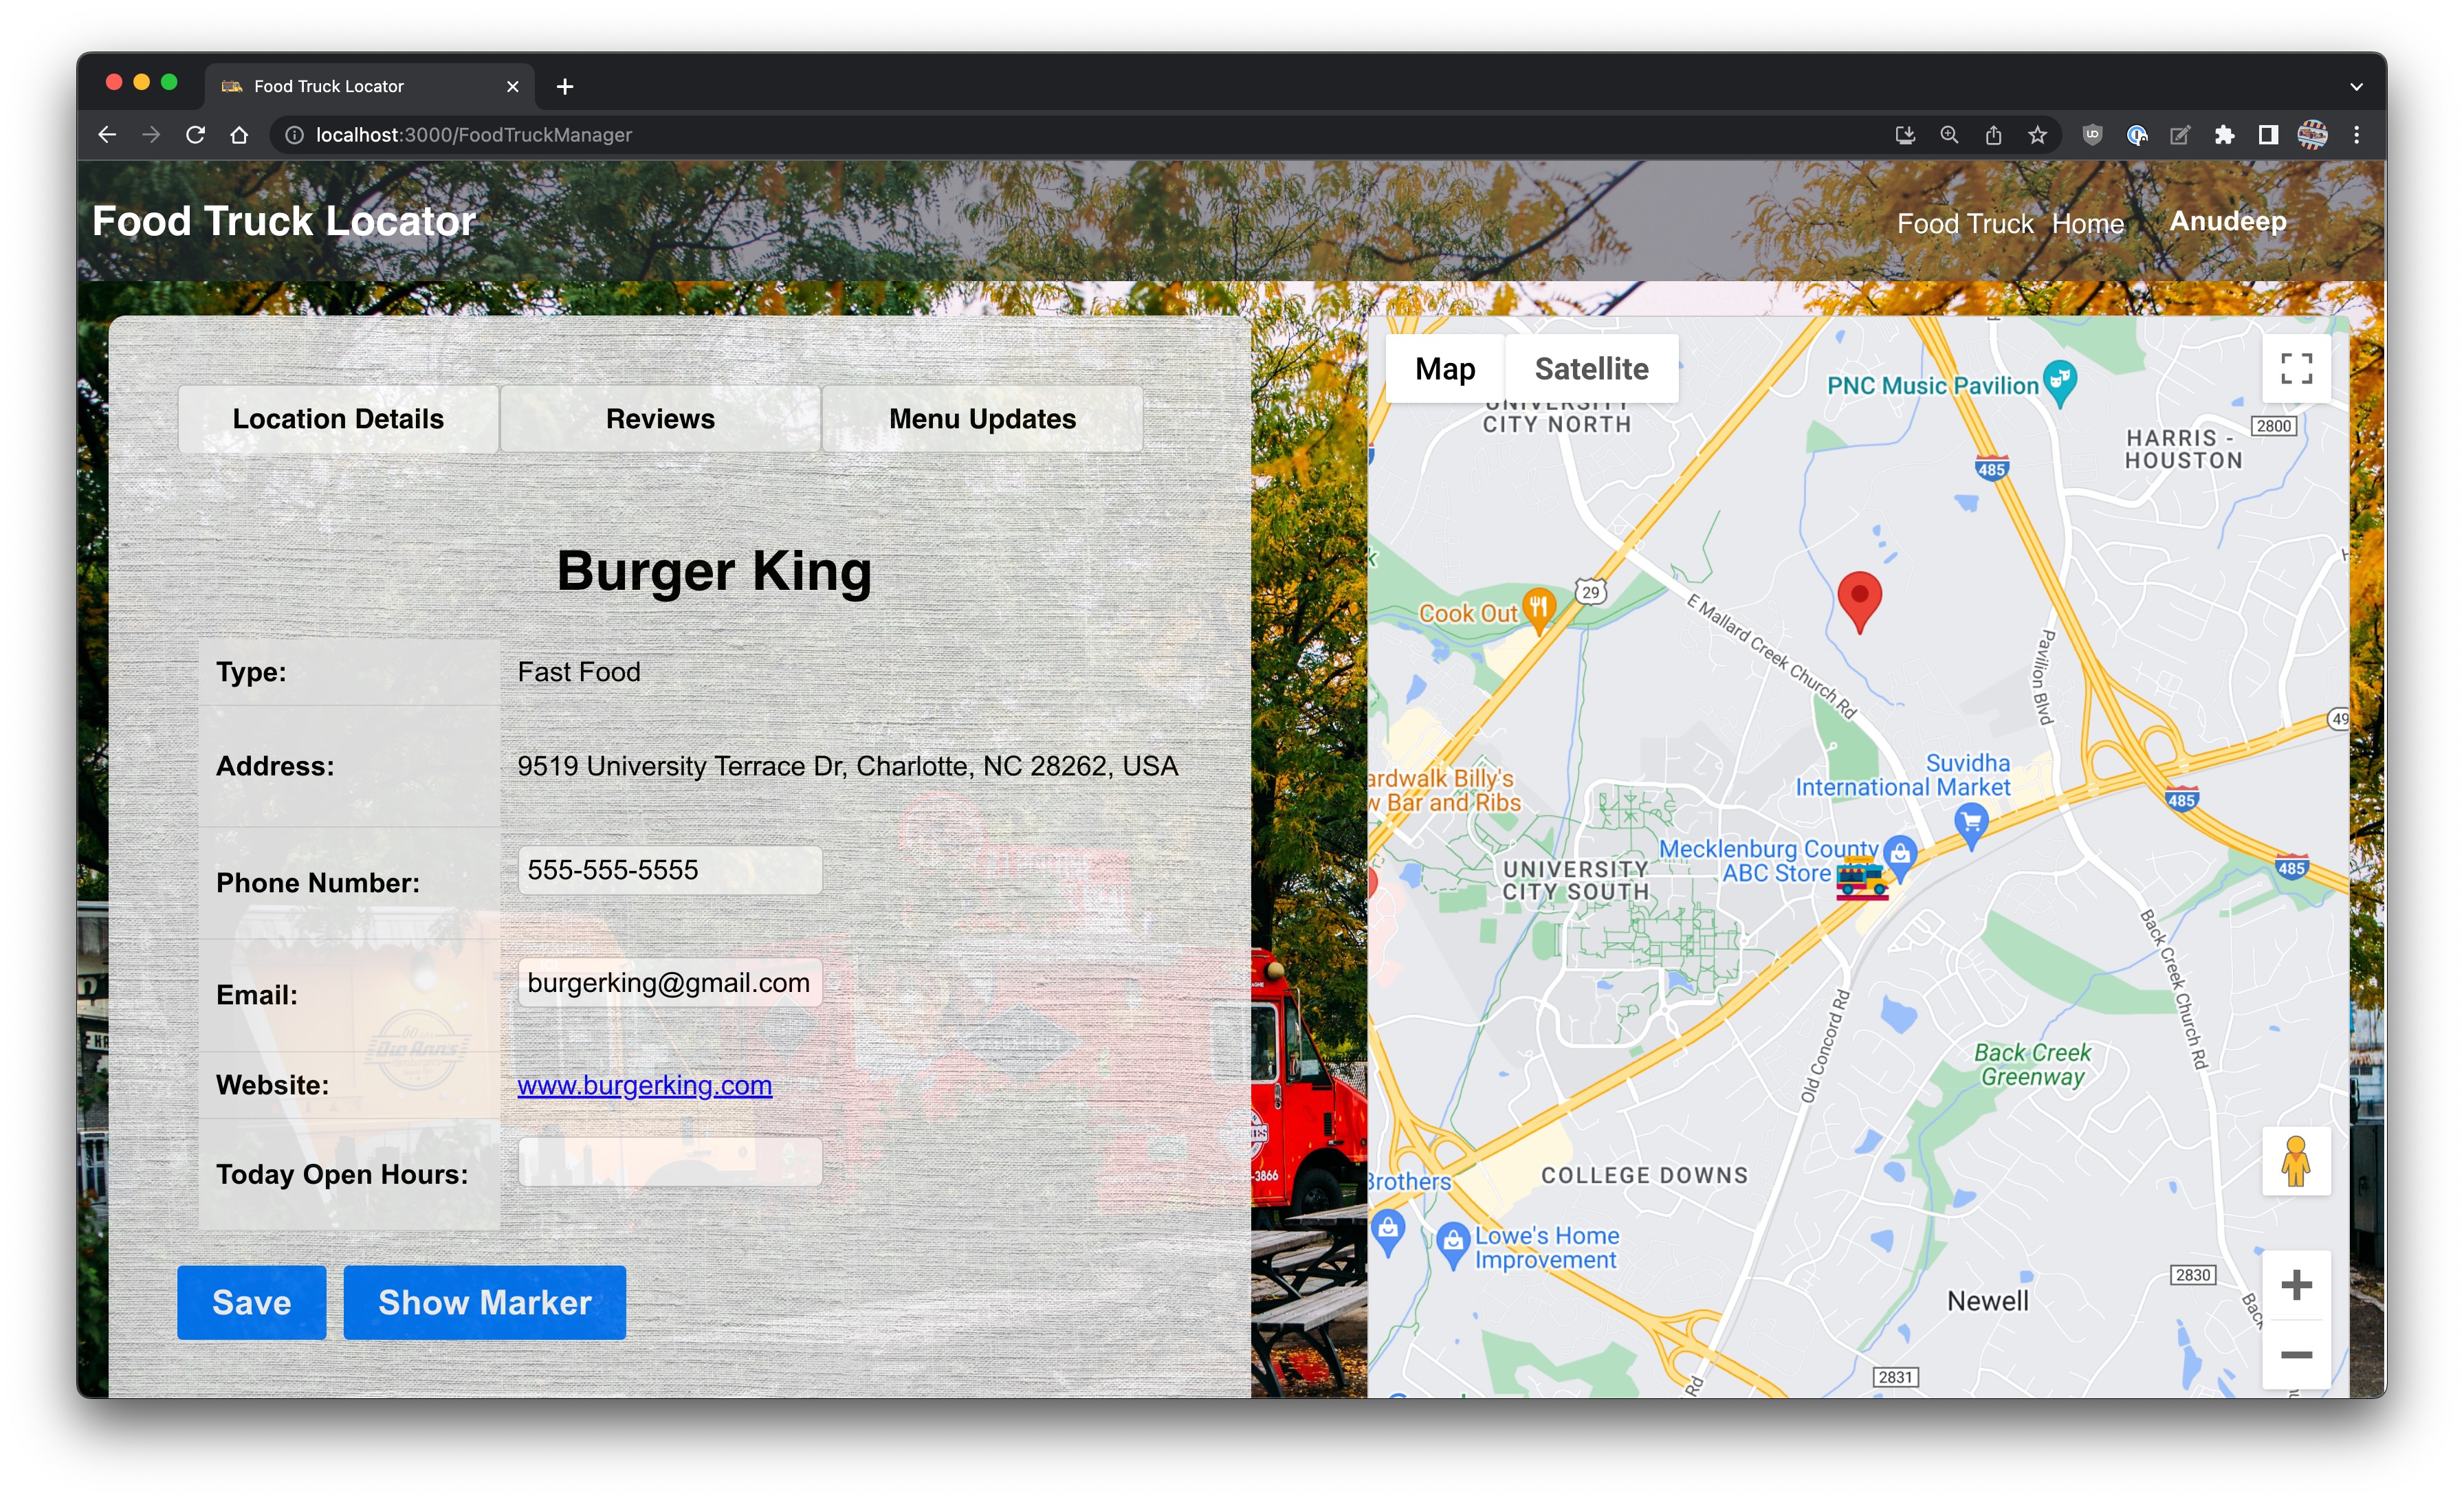 Food Truck Locator
localhost:3000/FoodTruckManager
Food Truck Locator
Food Truck Home Anudeep
Location Details Reviews Menu Updates
Burger King
Type: Fast Food
Address: 9519 University Terrace Dr, Charlotte, NC 28262, USA
Phone Number: 555-555-5555
Email: burgerking@gmail.com
Website: www.burgerking.com
Today Open Hours:
Save Show Marker
Map Satellite
PNC Music Pavilion
UNIVERSITY
CITY NORTH
2800
HARRIS -
HOUSTON
485
29
Cook Out
E Mallard Creek Church Rd
Pavilion Blvd
49
Suvidha
International Market
ardwalk Billy's
w Bar and Ribs
485
Mecklenburg County
ABC Store
UNIVERSITY
CITY SOUTH
485
Back Creek Church Rd
Old Concord Rd
Back Creek
Greenway
COLLEGE DOWNS
Brothers
Lowe's Home
Improvement
2830
Newell
Back
2831
Rd
60
Die Ann's
-3866